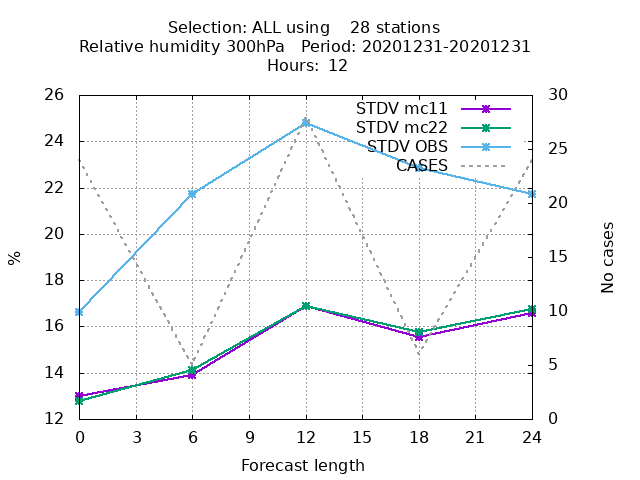 Selection: ALL using    28 stations
Relative humidity 300hPa   Period: 20201231-20201231
Hours: 12
26
24
22
20
18
16
14
12
%
30
25
20
15
10
5
0
No cases
STDV mc11
STDV mc22
STDV OBS
CASES
0 3 6 9 12 15 18 21 24
Forecast length